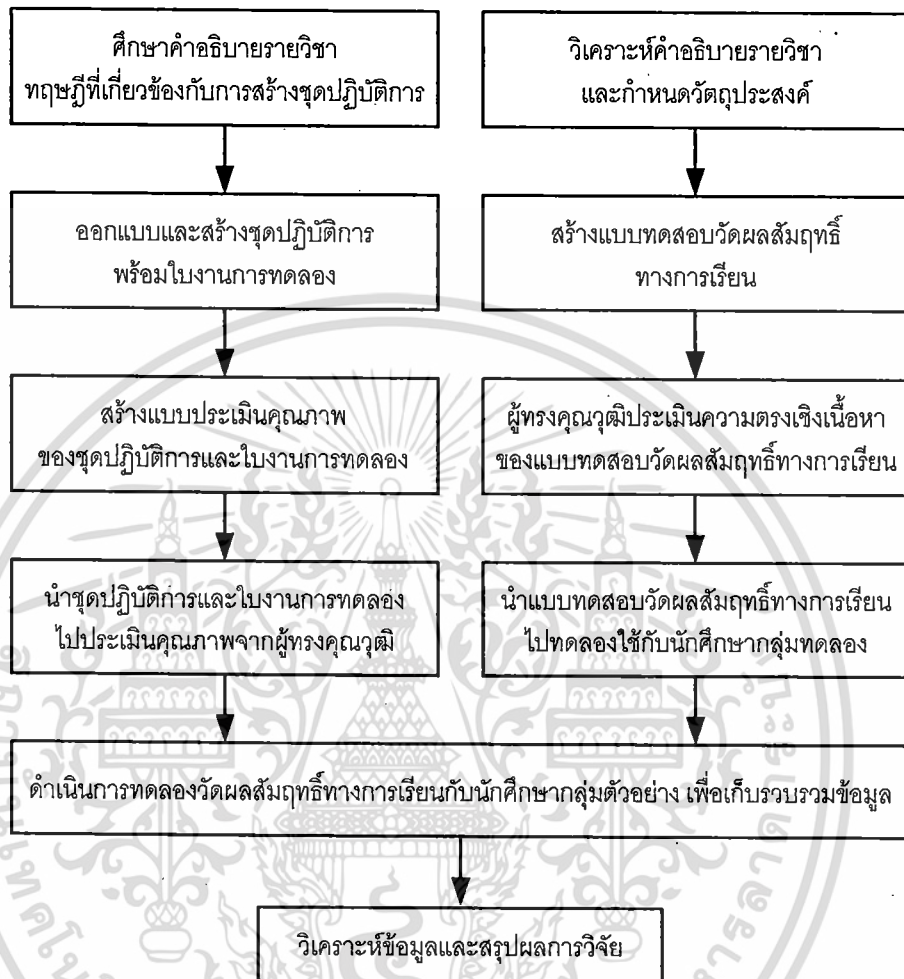 ศึกษาคำอธิบายรายวิชา
ทฤษฎีที่เกี่ยวข้องกับการสร้างชุดปฏิบัติการ
วิเคราะห์คำอธิบายรายวิชา
และกำหนดวัตถุประสงค์
ออกแบบและสร้างชุดปฏิบัติการ
พร้อมใบงานการทดลอง
สร้างแบบทดสอบวัดผลสัมฤทธิ์
ทางการเรียน
สร้างแบบประเมินคุณภาพ
ของชุดปฏิบัติการและใบงานการทดลอง
ผู้ทรงคุณวุฒิประเมินความตรงเชิงเนื้อหา
ของแบบทดสอบวัดผลสัมฤทธิ์ทางการเรียน
นำชุดปฏิบัติการและใบงานการทดลอง
ไปประเมินคุณภาพจากผู้ทรงคุณวุฒิ
นำแบบทดสอบวัดผลสัมฤทธิ์ทางการเรียน
ไปทดลองใช้กับนักศึกษากลุ่มทดลอง
ดำเนินการทดลองวัดผลสัมฤทธิ์ทางการเรียนกับนักศึกษากลุ่มตัวอย่าง เพื่อเก็บรวบรวมข้อมูล
วิเคราะห์ข้อมูลและสรุปผลการวิจัย